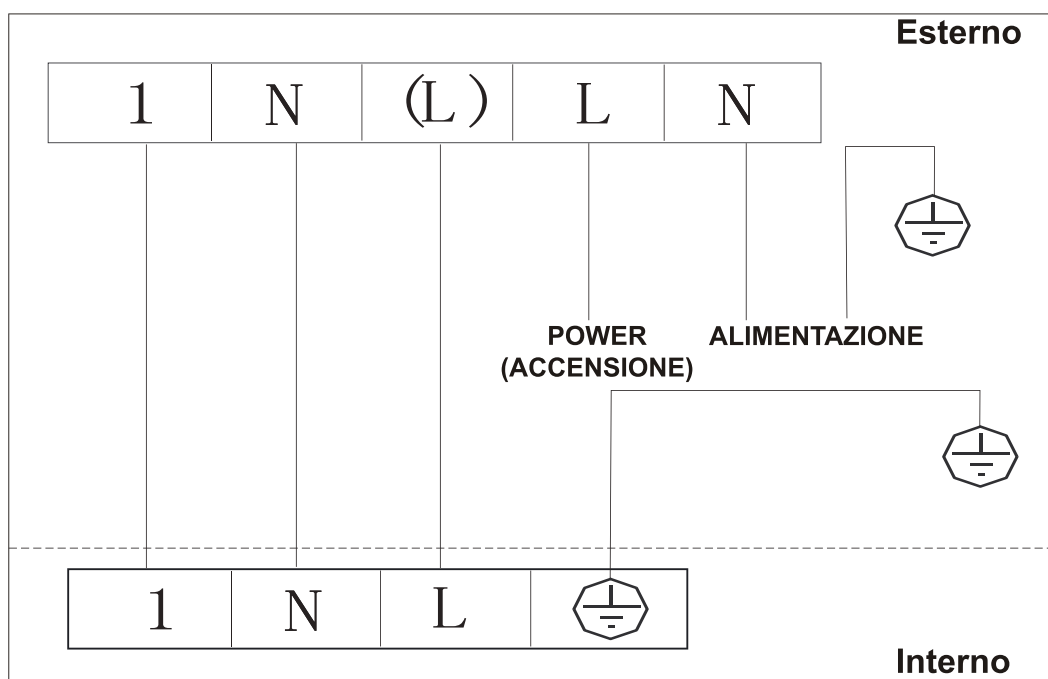 Esterno
1 N (L) L N
POWER ALIMENTAZIONE
(ACCENSIONE)
1 N L
Interno